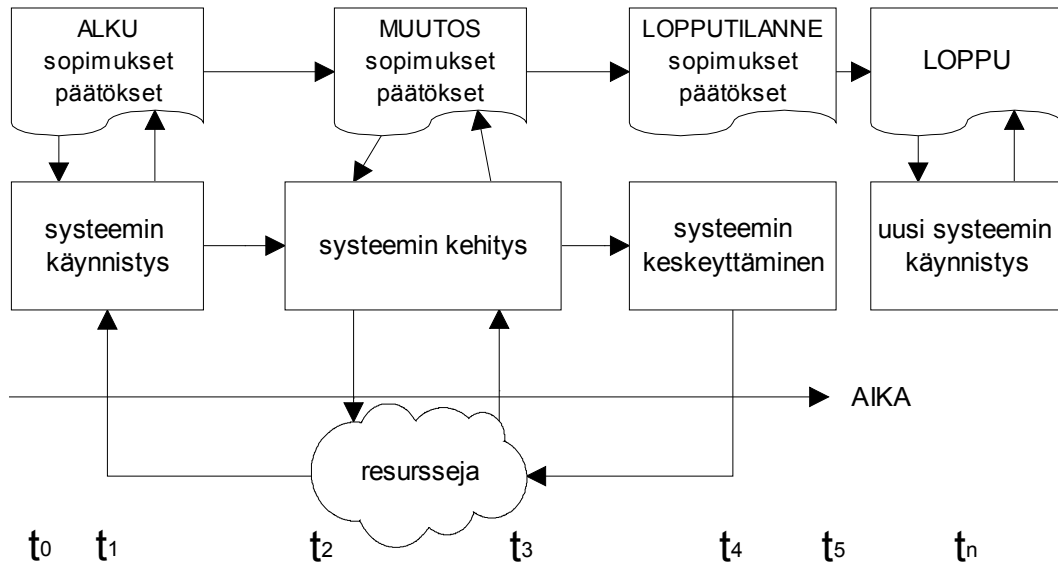 ALKU
sopimukset
päätökset
MUUTOS
sopimukset
päätökset
LOPPUTILANNE
sopimukset
päätökset
LOPPU
systeemin
käynnistys
systeemin kehitys
systeemin
keskeyttäminen
uusi systeemin
käynnistys
AIKA
resursseja
t0 t1 t2 t3 t4 t5 tn